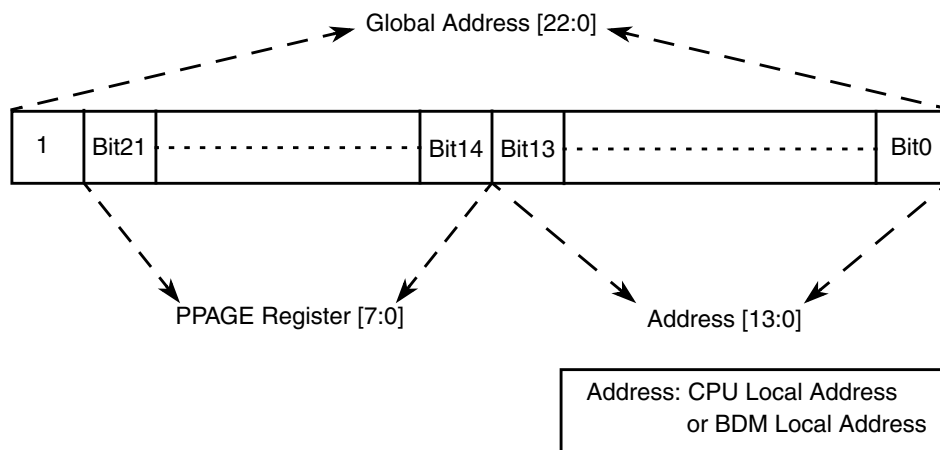 Global Address [22:0]
1 Bit21 Bit14 Bit13 Bit0
PPAGE Register [7:0] Address [13:0]
Address: CPU Local Address
or BDM Local Address